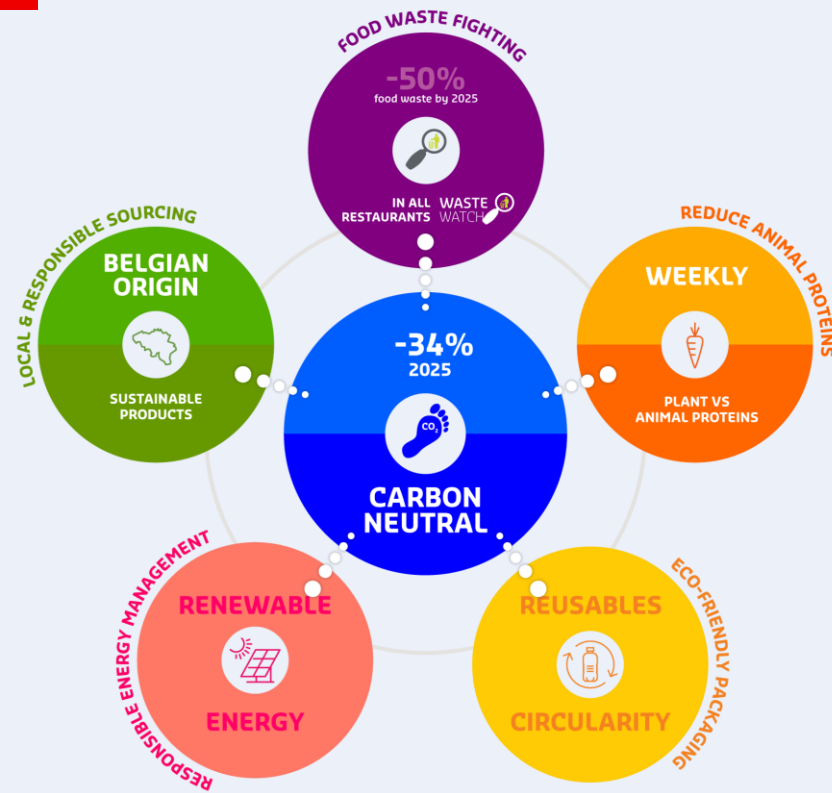 FOOD WASTE FIGHTING
-50%
food waste by 2025
IN ALL
RESTAURANTS
WASTE
WATCH
LOCAL & RESPONSIBLE SOURCING
BELGIAN
ORIGIN
SUSTAINABLE
PRODUCTS
REDUCE ANIMAL PROTEINS
WEEKLY
PLANT VS
ANIMAL PROTEINS
-34%
2025
CO₂
CARBON
NEUTRAL
RESPONSIBLE ENERGY MANAGEMENT
RENEWABLE
ENERGY
ECO-FRIENDLY PACKAGING
REUSABLES
CIRCULARITY